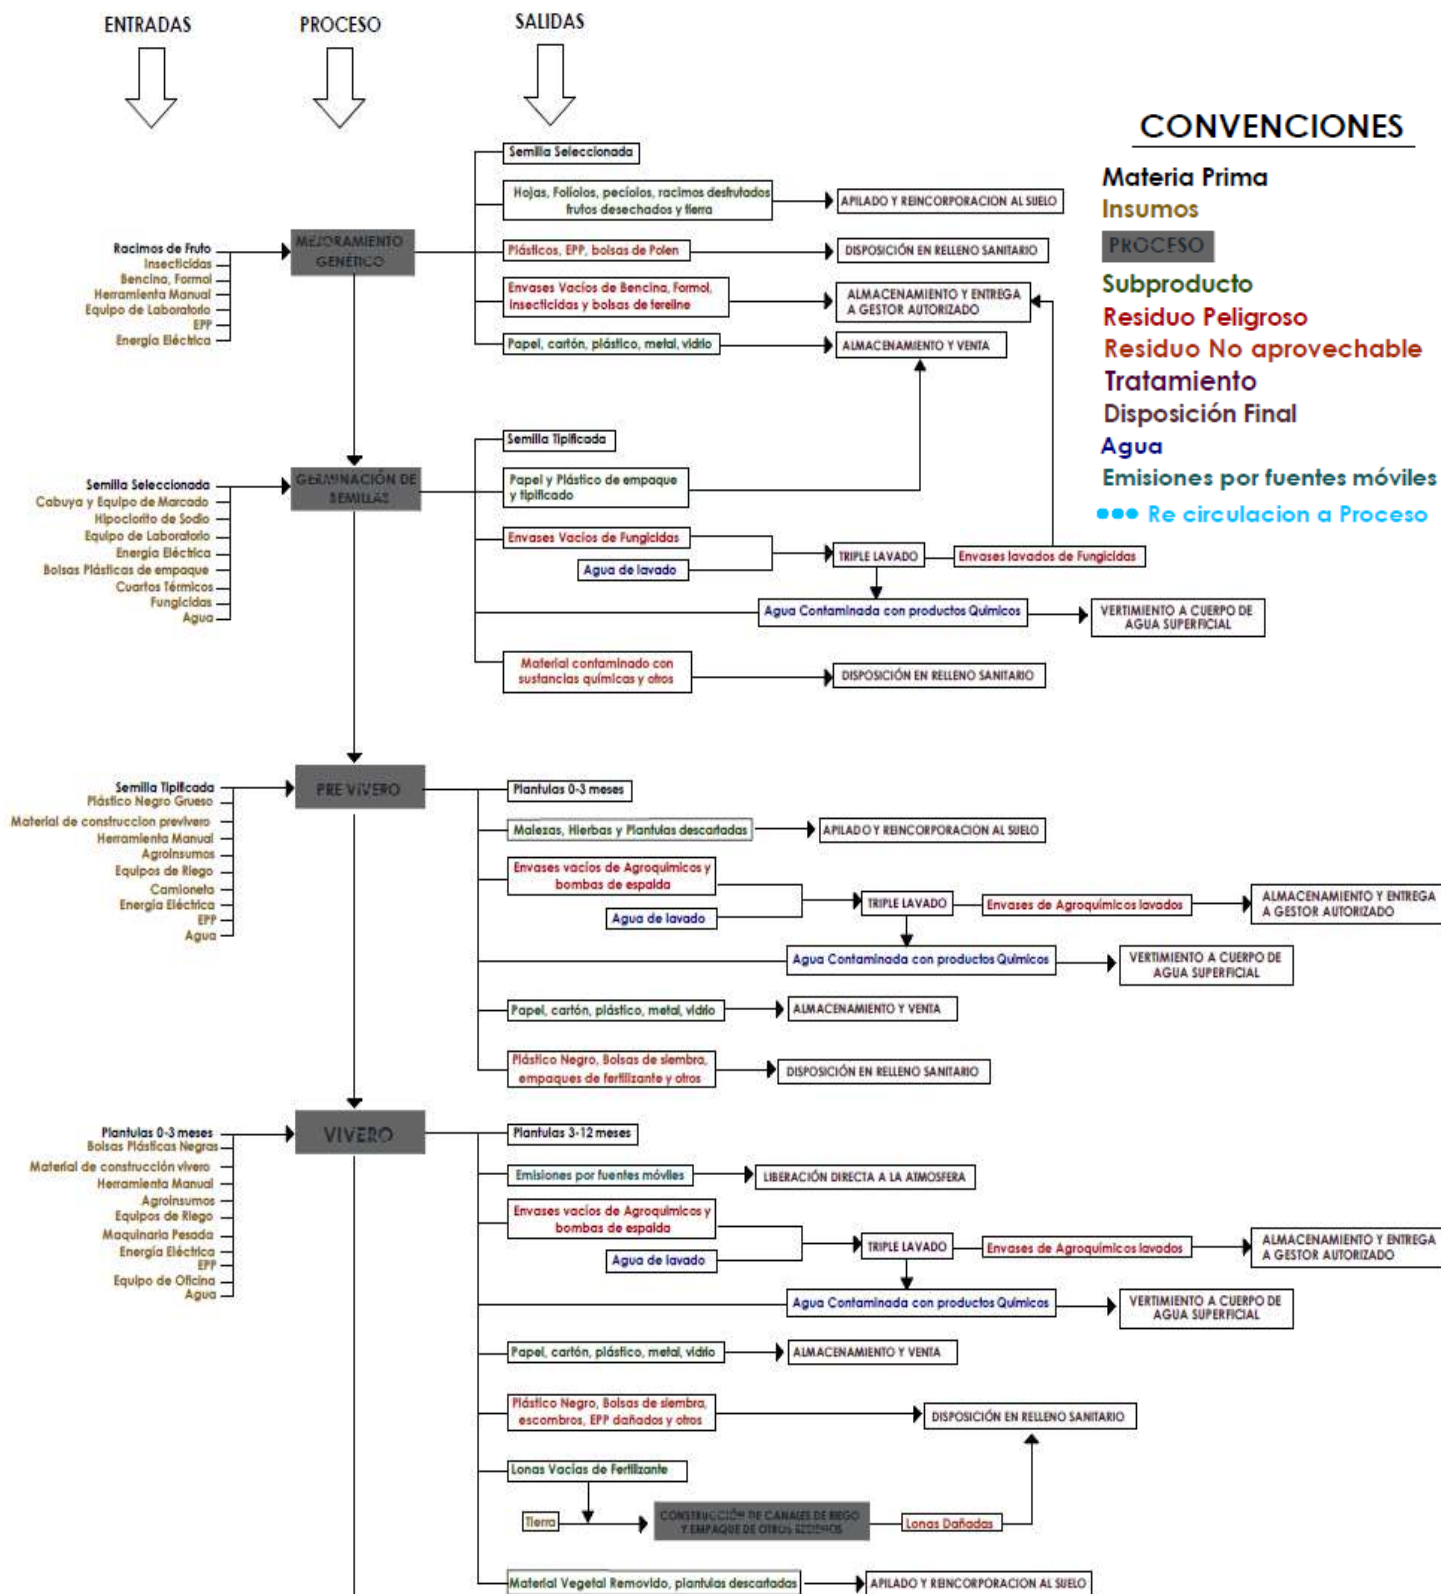 ENTRADAS
PROCESO
SALIDAS
CONVENCIONES
Materia Prima
Insumos
PROCESO
Subproducto
Residuo Peligroso
Residuo No aprovechable
Tratamiento
Disposición Final
Agua
Emisiones por fuentes móviles
Re circulacion a Proceso
Racimos de Fruto
Insecticidas
Bencina, Formol
Herramienta Manual
Equipo de Laboratorio
EPP
Energía Eléctrica
MEJORAMIENTO
GENÉTICO
Semilla Seleccionada
Hojas, Folíolos, pecíolos, racimos desfrutados
frutos desechados y tierra
APILADO Y REINCORPORACION AL SUELO
Plásticos, EPP, bolsas de Polen
DISPOSICIÓN EN RELLENO SANITARIO
Envases Vacíos de Bencina, Formol,
insecticidas y bolsas de tereline
ALMACENAMIENTO Y ENTREGA
A GESTOR AUTORIZADO
Papel, cartón, plástico, metal, vidrio
ALMACENAMIENTO Y VENTA
Semilla Seleccionada
Cabuya y Equipo de Marcado
Hipoclorito de Sodio
Equipo de Laboratorio
Energía Eléctrica
Bolsas Plásticas de empaque
Cuartos Térmicos
Fungicidas
Agua
GERMINACIÓN DE
SEMILLAS
Semilla Tipificada
Papel y Plástico de empaque
y tipificado
Envases Vacíos de Fungicidas
Agua de lavado
TRIPLE LAVADO
Envases lavados de Fungicidas
Agua Contaminada con productos Químicos
VERTIMIENTO A CUERPO DE
AGUA SUPERFICIAL
Material contaminado con
sustancias químicas y otros
DISPOSICIÓN EN RELLENO SANITARIO
Semilla Tipificada
Plástico Negro Grueso
Material de construccion previvero
Herramienta Manual
Agroinsumos
Equipos de Riego
Camioneta
Energía Eléctrica
EPP
Agua
PRE VIVERO
Plantulas 0-3 meses
Malezas, Hierbas y Plantulas descartadas
APILADO Y REINCORPORACION AL SUELO
Envases vacíos de Agroquímicos y
bombas de espalda
Agua de lavado
TRIPLE LAVADO
Envases de Agroquímicos lavados
ALMACENAMIENTO Y ENTREGA
A GESTOR AUTORIZADO
Agua Contaminada con productos Químicos
VERTIMIENTO A CUERPO DE
AGUA SUPERFICIAL
Papel, cartón, plástico, metal, vidrio
ALMACENAMIENTO Y VENTA
Plástico Negro, Bolsas de siembra,
empaques de fertilizante y otros
DISPOSICIÓN EN RELLENO SANITARIO
Plantulas 0-3 meses
Bolsas Plásticas Negras
Material de construcción vivero
Herramienta Manual
Agroinsumos
Equipos de Riego
Maquinaria Pesada
Energía Eléctrica
EPP
Equipo de Oficina
Agua
VIVERO
Plantulas 3-12 meses
Emisiones por fuentes móviles
LIBERACIÓN DIRECTA A LA ATMOSFERA
Envases vacíos de Agroquímicos y
bombas de espalda
Agua de lavado
TRIPLE LAVADO
Envases de Agroquímicos lavados
ALMACENAMIENTO Y ENTREGA
A GESTOR AUTORIZADO
Agua Contaminada con productos Químicos
VERTIMIENTO A CUERPO DE
AGUA SUPERFICIAL
Papel, cartón, plástico, metal, vidrio
ALMACENAMIENTO Y VENTA
Plástico Negro, Bolsas de siembra,
escombros, EPP dañados y otros
DISPOSICIÓN EN RELLENO SANITARIO
Lonas Vacías de Fertilizante
Tierra
CONSTRUCCIÓN DE CANALES DE RIEGO
Y EMPAQUE DE OTROS RESIDUOS
Lonas Dañadas
Material Vegetal Removido, plantulas descartadas
APILADO Y REINCORPORACION AL SUELO